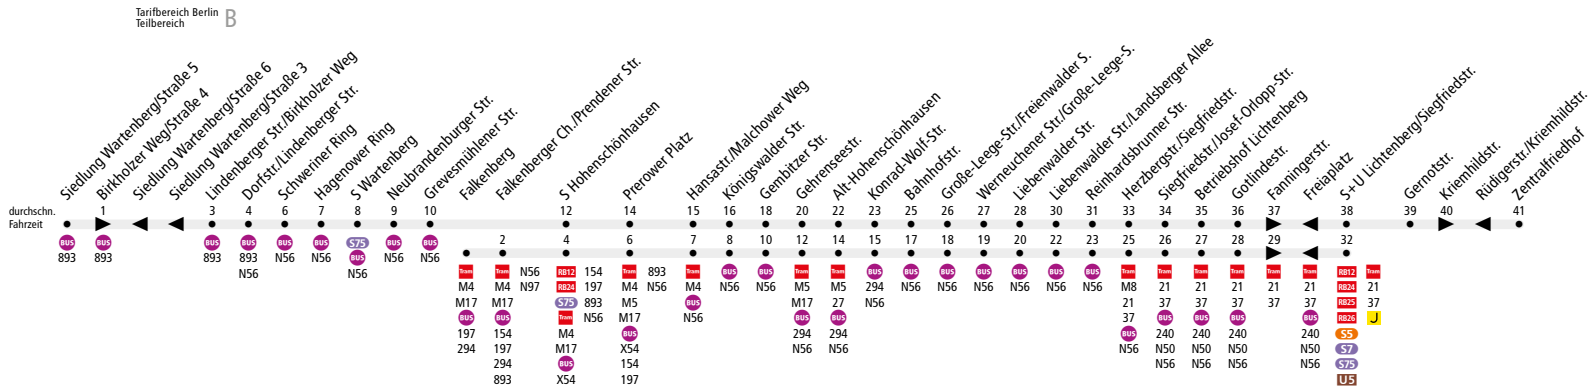 Tarifbereich Berlin
Teilbereich
B
Siedlung Wartenberg/Straße 5
Birkholzer Weg/Straße 4
Siedlung Wartenberg/Straße 6
Siedlung Wartenberg/Straße 3
Lindenberger Str./Birkholzer Weg
Dorfstr./Lindenberger Str.
Schweriner Ring
Hagenower Ring
S Wartenberg
Neubrandenburger Str.
Grevesmühlener Str.
Falkenberg
Falkenberger Ch./Prendener Str.
S Hohenschönhausen
Prerower Platz
Hansastr./Malchower Weg
Königswalder Str.
Gembitzer Str.
Gehrenseestr.
Alt-Hohenschönhausen
Konrad-Wolf-Str.
Bahnhofstr.
Große-Leege-Str./Freienwalder S.
Werneuchener Str./Große-Leege-S.
Liebenwalder Str./Landsberger Allee
Liebenwalder Str.
Reinhardsbrunner Str.
Herzbergstr./Siegfriedstr.
Siegfriedstr./Josef-Orlopp-Str.
Betriebshof Lichtenberg
Gotlindestr.
Fanningerstr.
Freiaplatz
S+U Lichtenberg/Siegfriedstr.
Gernotstr.
Kriemhildstr.
Rüdigerstr./Kriemhildstr.
Zentralfriedhof
durchschn. 1 3 4 6 7 8 9 10 12 14 15 16 18 20 22 23 25 26 27 28 30 31 33 34 35 36 37 38 39 40 41
Fahrzeit
2 4 6 7 8 10 12 14 15 17 18 19 20 22 23 25 26 27 28 29 32
BUS BUS BUS BUS BUS BUS S75 BUS BUS Tram Tram N56 RB12 154 Tram 893 Tram BUS BUS Tram Tram BUS BUS BUS BUS BUS BUS BUS Tram Tram Tram Tram Tram Tram RB12 Tram
893 893 893 893 N56 N56 BUS N56 N56 M4 M4 N97 RB24 197 M4 N56 M4 N56 N56 M5 M5 294 N56 N56 N56 N56 N56 N56 M8 21 21 21 21 21 RB24 21
N56 N56 M17 M17 S75 893 M5 BUS M17 27 N56 21 37 37 37 37 37 RB25 37
BUS BUS Tram N56 M17 N56 BUS BUS 37 BUS BUS BUS BUS RB26 J
197 154 M4 BUS 294 294 BUS 240 240 240 240 S5
294 197 M17 X54 N56 N56 N56 N50 N50 N50 N50 S7
294 BUS 154 N56 N56 N56 N56 S75
893 X54 197 U5